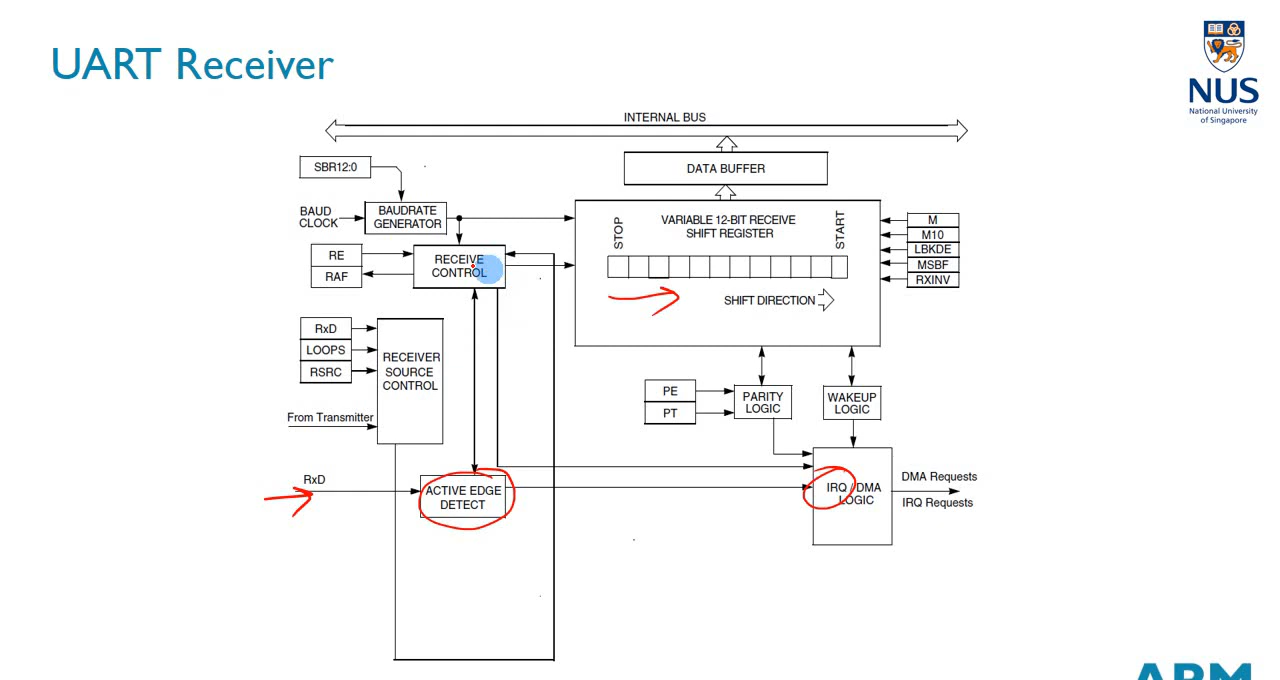 UART Receiver
NUS
National University
of Singapore
INTERNAL BUS
DATA BUFFER
SBR12:0
BAUD
CLOCK
BAUDRATE
GENERATOR
RE
RAF
RECEIVE
CONTROL
STOP
VARIABLE 12-BIT RECEIVE
SHIFT REGISTER
START
SHIFT DIRECTION
M
M10
LBKDE
MSBF
RXINV
RxD
LOOPS
RSRC
RECEIVER
SOURCE
CONTROL
From Transmitter
PE
PT
PARITY
LOGIC
WAKEUP
LOGIC
RxD
ACTIVE EDGE
DETECT
IRQ / DMA
LOGIC
DMA Requests
IRQ Requests
ARM